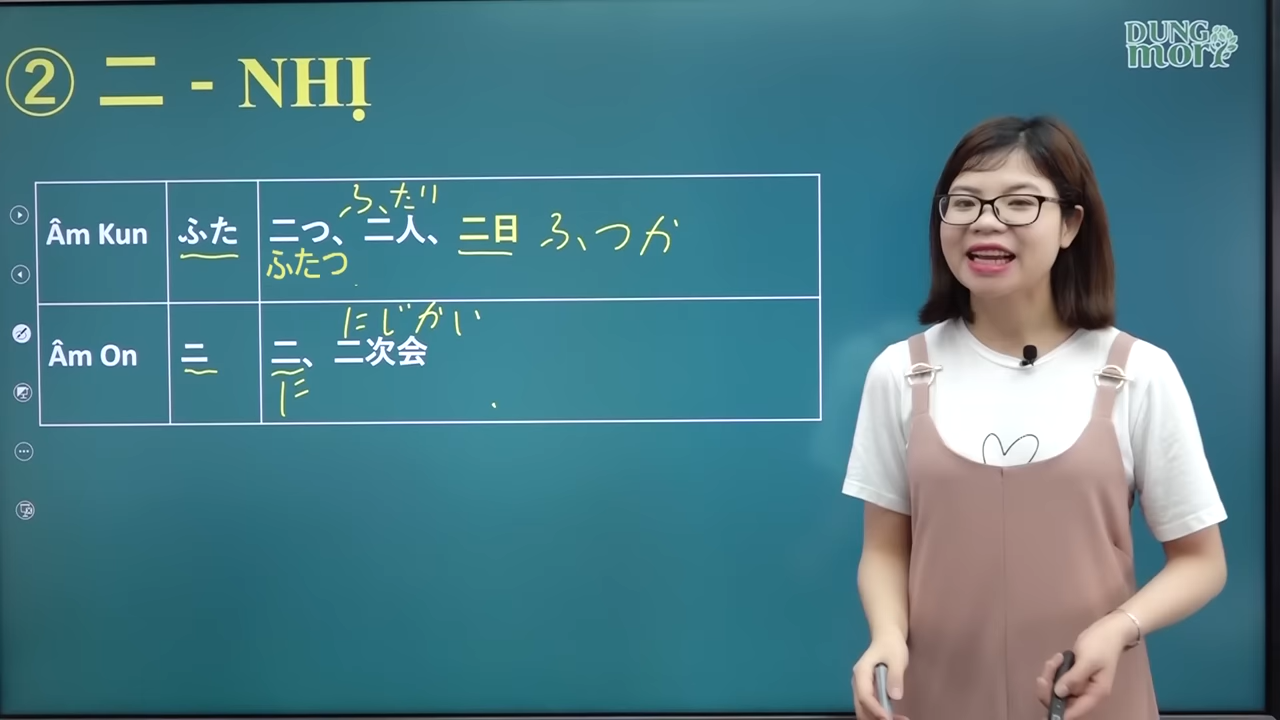 DUNG
mori
② 二 - NHỊ
ふたり
Âm Kun ふた 二つ、二人、二日 ふつか
ふたつ
にじかい
Âm On ニ 二、二次会
に